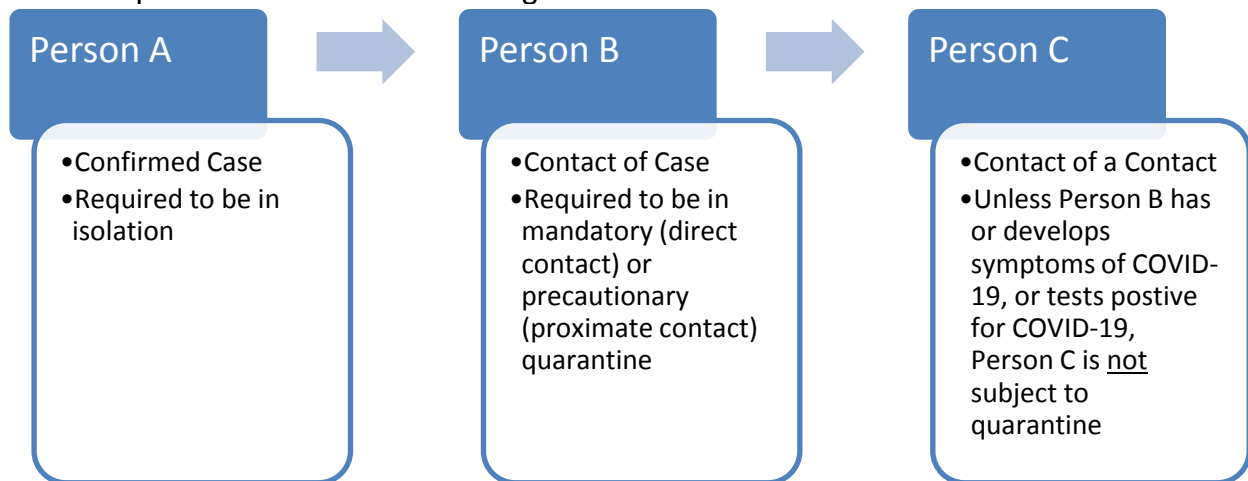 Person A
•Confirmed Case
•Required to be in
isolation
Person B
•Contact of Case
•Required to be in
mandatory (direct
contact) or
precautionary
(proximate contact)
quarantine
Person C
•Contact of a Contact
•Unless Person B has
or develops
symptoms of COVID-
19, or tests postive
for COVID-19,
Person C is not
subject to
quarantine